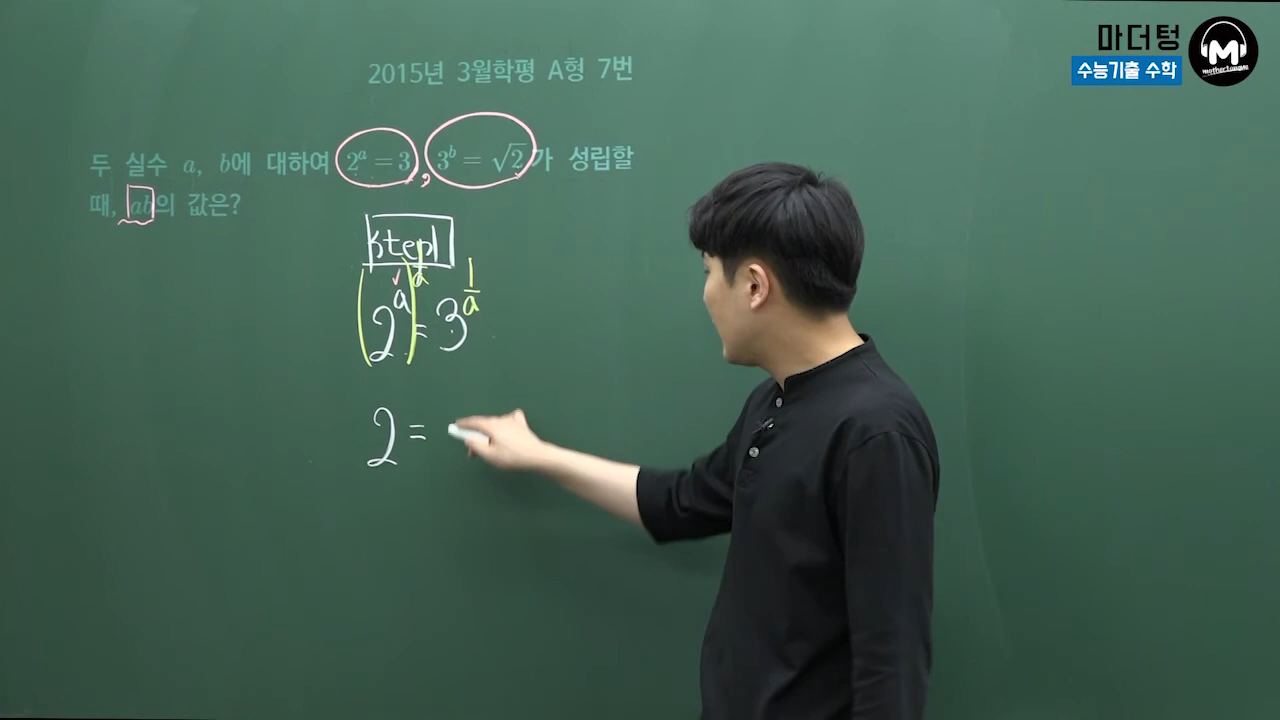 마더텅
수능기출 수학
M
mothertongue
2015년 3월학평 A형 7번
두 실수 a, b에 대하여 2^a = 3, 3^b = √2가 성립할
때, ab의 값은?
step1
(2^a)^{1/a} = 3^{1/a}
2 =